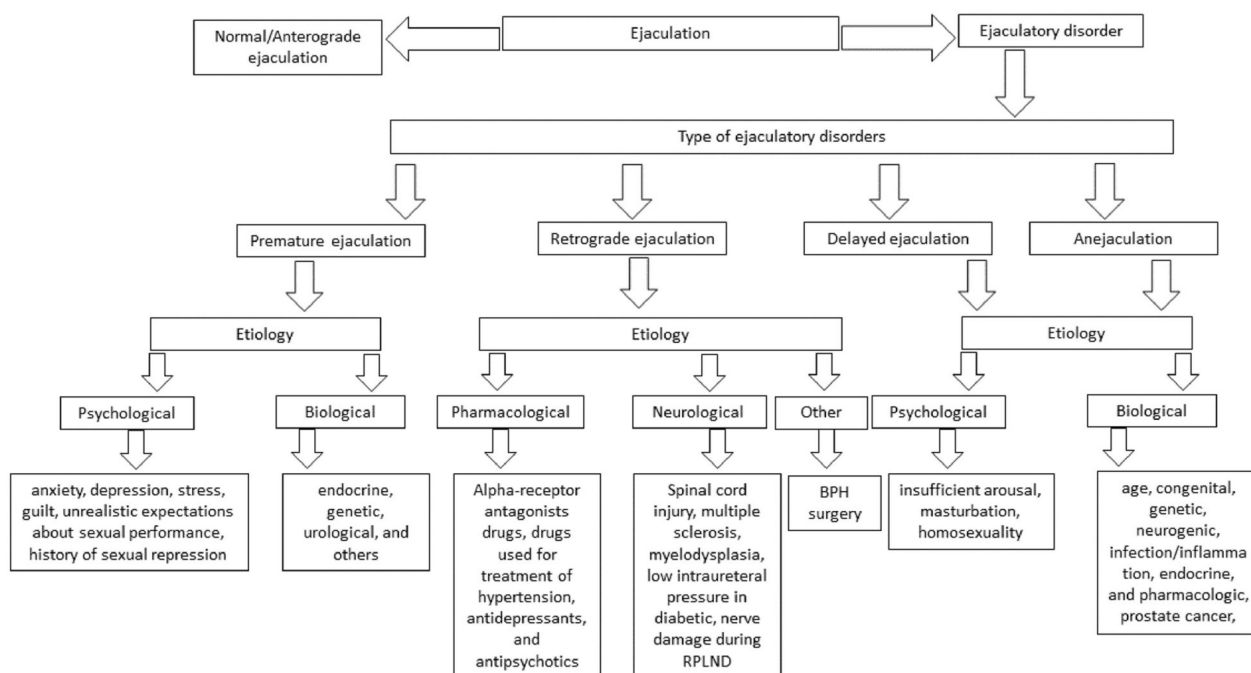 Normal/Anterograde
ejaculation
Ejaculation
Ejaculatory disorder
Type of ejaculatory disorders
Premature ejaculation
Retrograde ejaculation
Delayed ejaculation
Anejaculation
Etiology
Etiology
Etiology
Psychological
Biological
Pharmacological
Neurological
Other
Psychological
Biological
anxiety, depression, stress,
guilt, unrealistic expectations
about sexual performance,
history of sexual repression
endocrine,
genetic,
urological, and
others
Alpha-receptor
antagonists
drugs, drugs
used for
treatment of
hypertension,
antidepressants,
and
antipsychotics
Spinal cord
injury, multiple
sclerosis,
myelodysplasia,
low intraureteral
pressure in
diabetic, nerve
damage during
RPLND
BPH
surgery
insufficient arousal,
masturbation,
homosexuality
age, congenital,
genetic,
neurogenic,
infection/inflamma
tion, endocrine,
and pharmacologic,
prostate cancer,